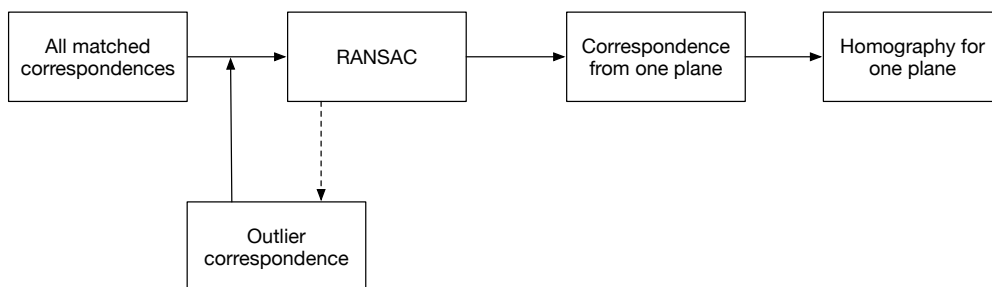 All matched
correspondences
RANSAC
Correspondence
from one plane
Homography for
one plane
Outlier
correspondence